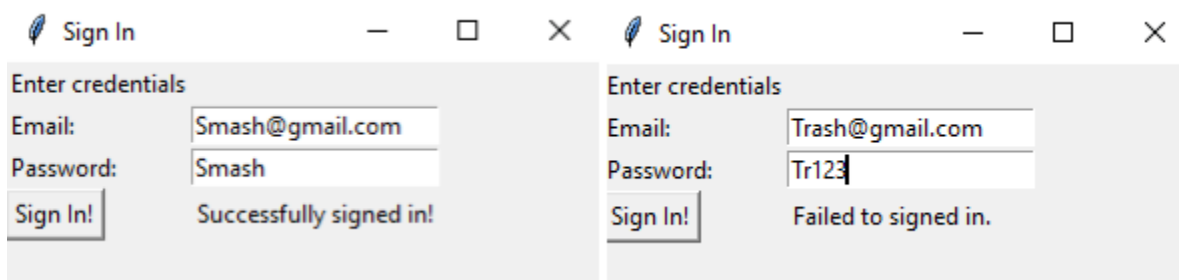 Sign In
Enter credentials
Email: Smash@gmail.com
Password: Smash
Sign In! Successfully signed in!
Sign In
Enter credentials
Email: Trash@gmail.com
Password: Tr123
Sign In! Failed to signed in.